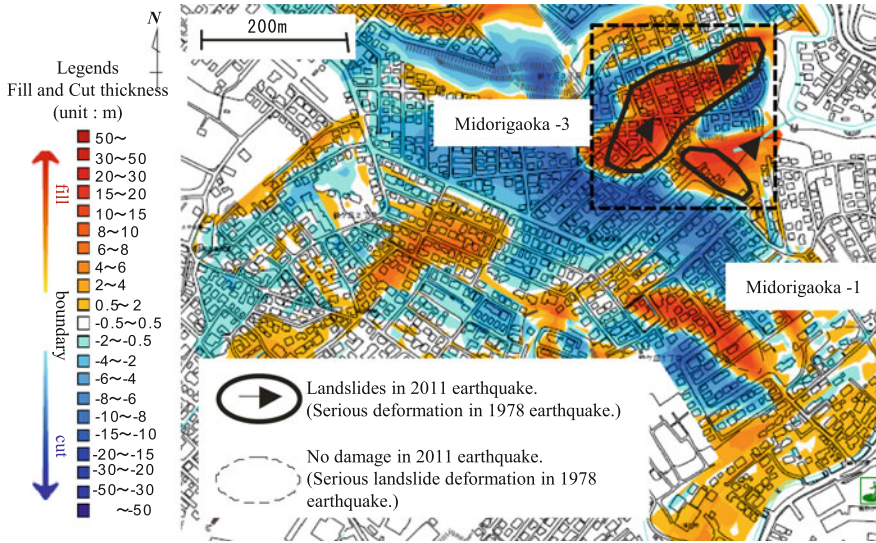 N
200m
Legends
Fill and Cut thickness
(unit : m)
Midorigaoka -3
50～
30～50
20～30
15～20
10～15
8～10
6～8
4～6
2～4
0.5～2
-0.5～0.5
-2～-0.5
-4～-2
-6～-4
-8～-6
-10～-8
-15～-10
-20～-15
-30～-20
-50～-30
～-50
fill
boundary
cut
Midorigaoka -1
Landslides in 2011 earthquake.
(Serious deformation in 1978 earthquake.)
No damage in 2011 earthquake.
(Serious landslide deformation in 1978
earthquake.)